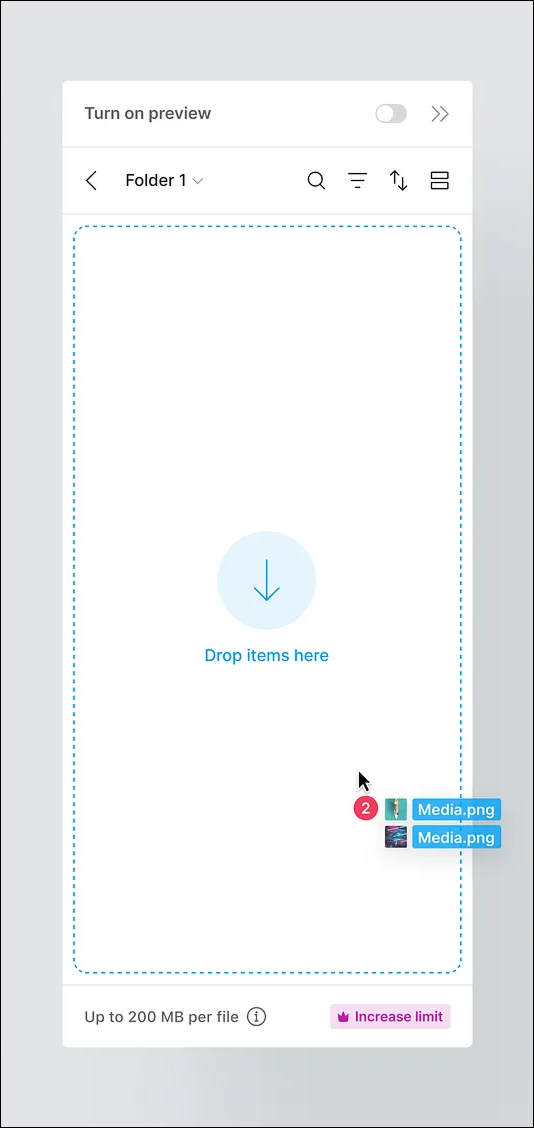 Turn on preview
Folder 1
Drop items here
2
Media.png
Media.png
Up to 200 MB per file
Increase limit